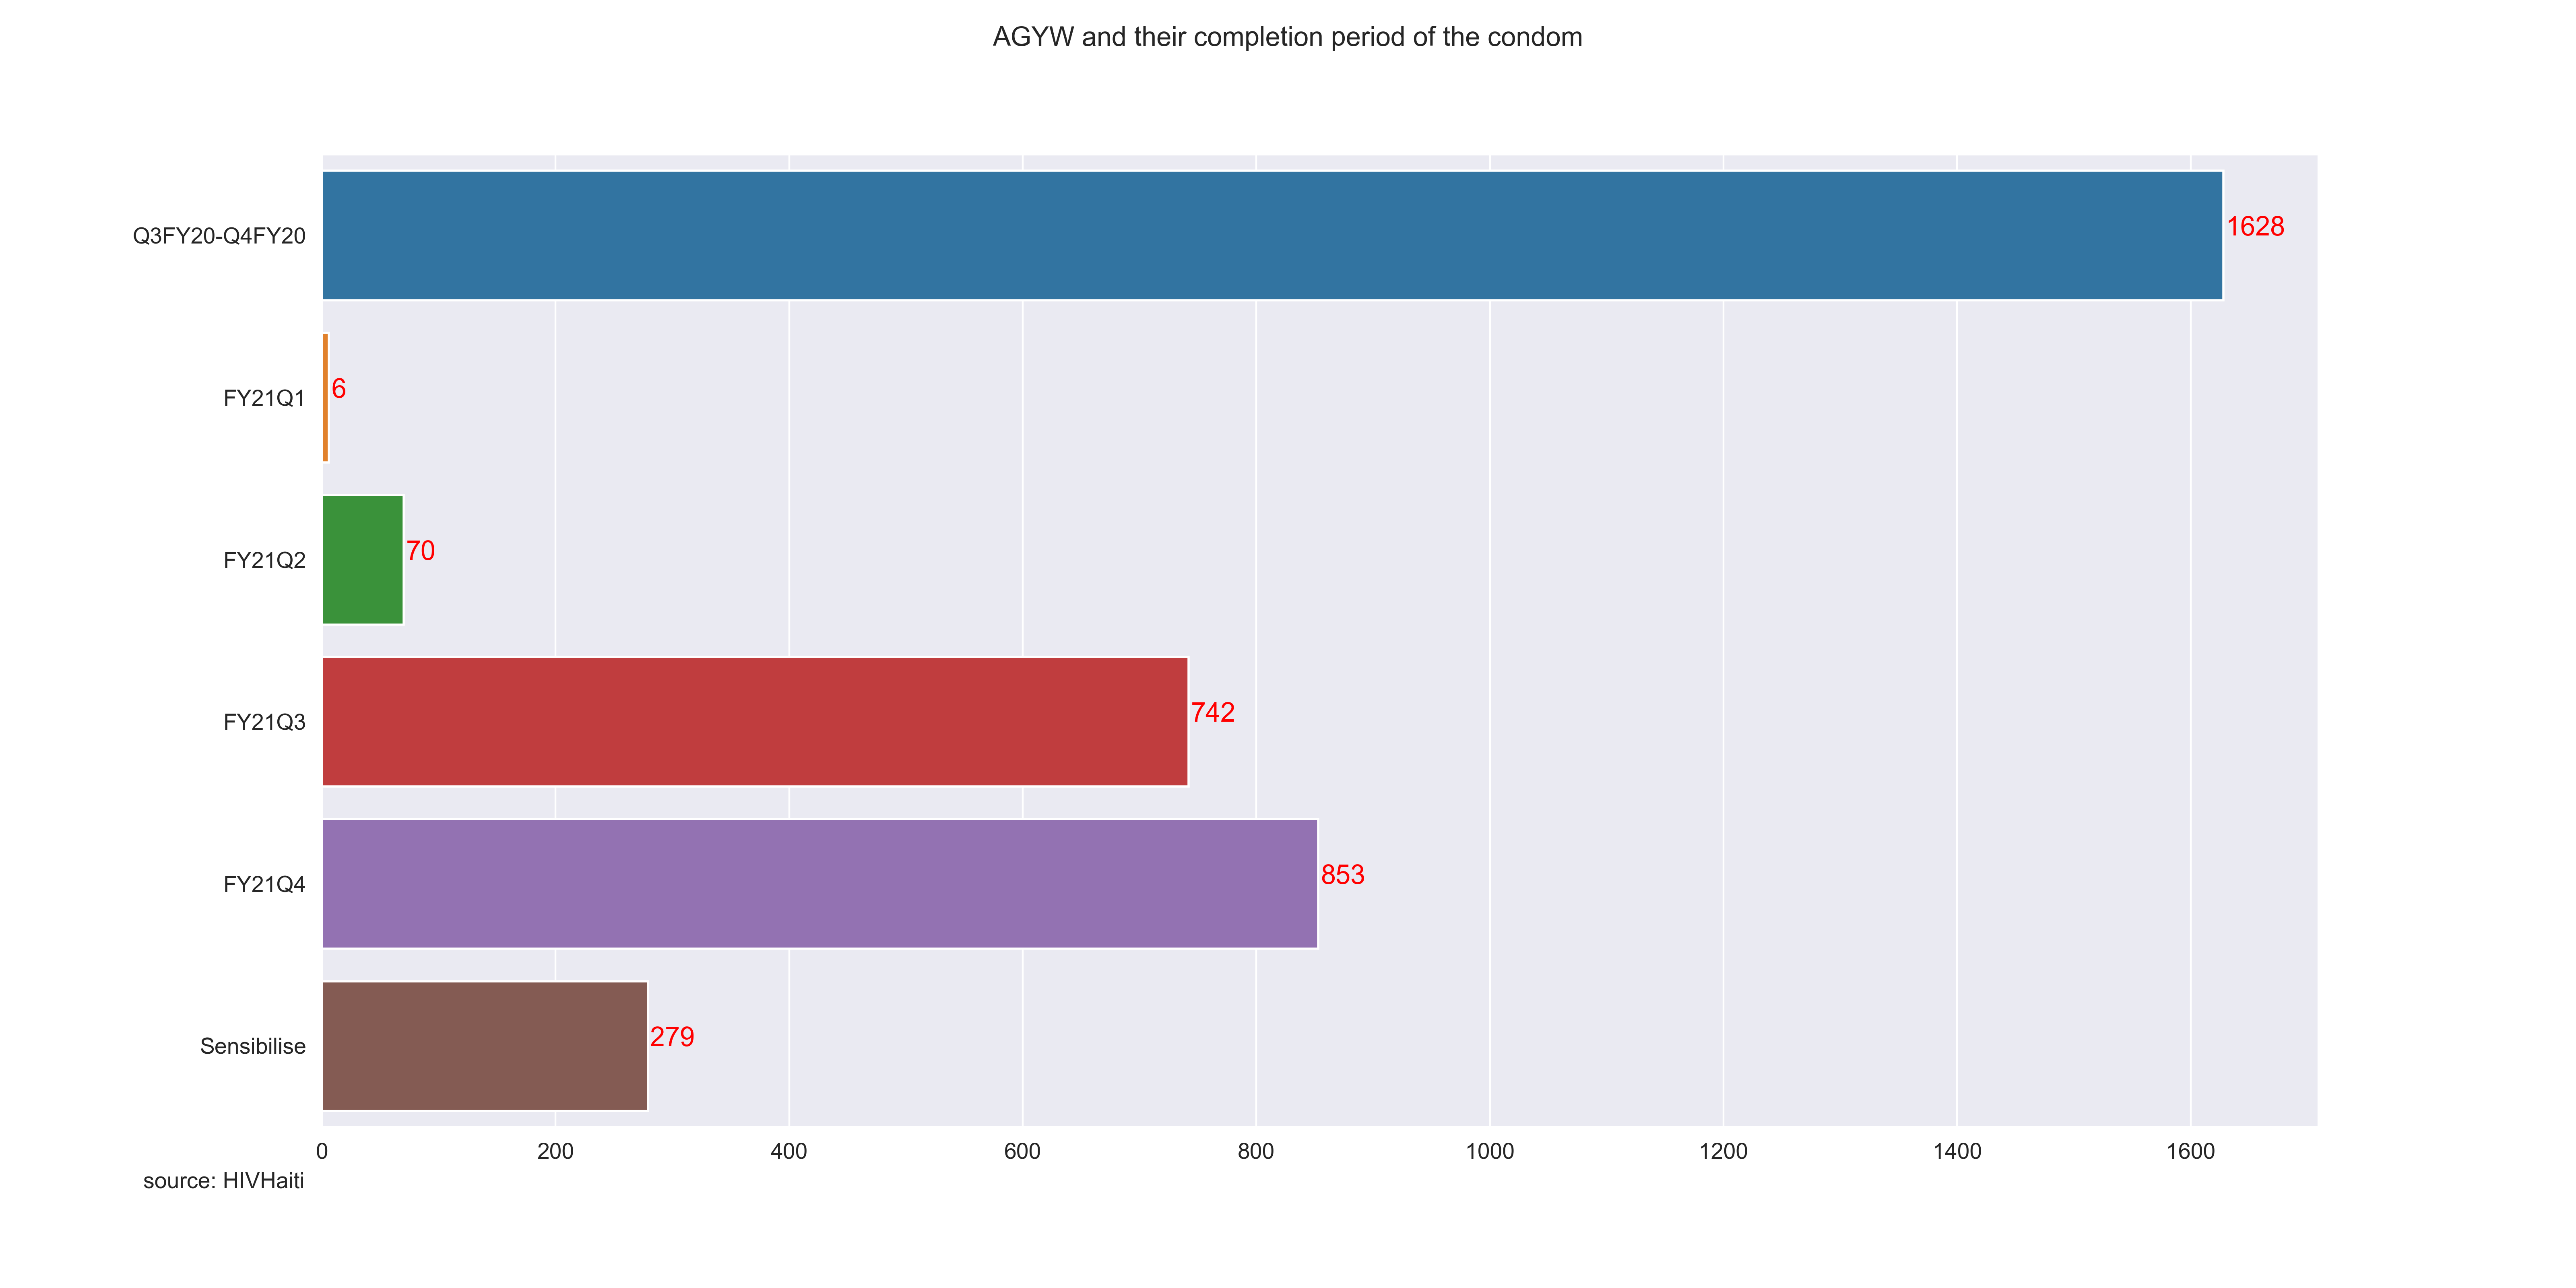 AGYW and their completion period of the condom
Q3FY20-Q4FY20
1628
FY21Q1
6
FY21Q2
70
FY21Q3
742
FY21Q4
853
Sensibilise
279
0 200 400 600 800 1000 1200 1400 1600
source: HIVHaiti